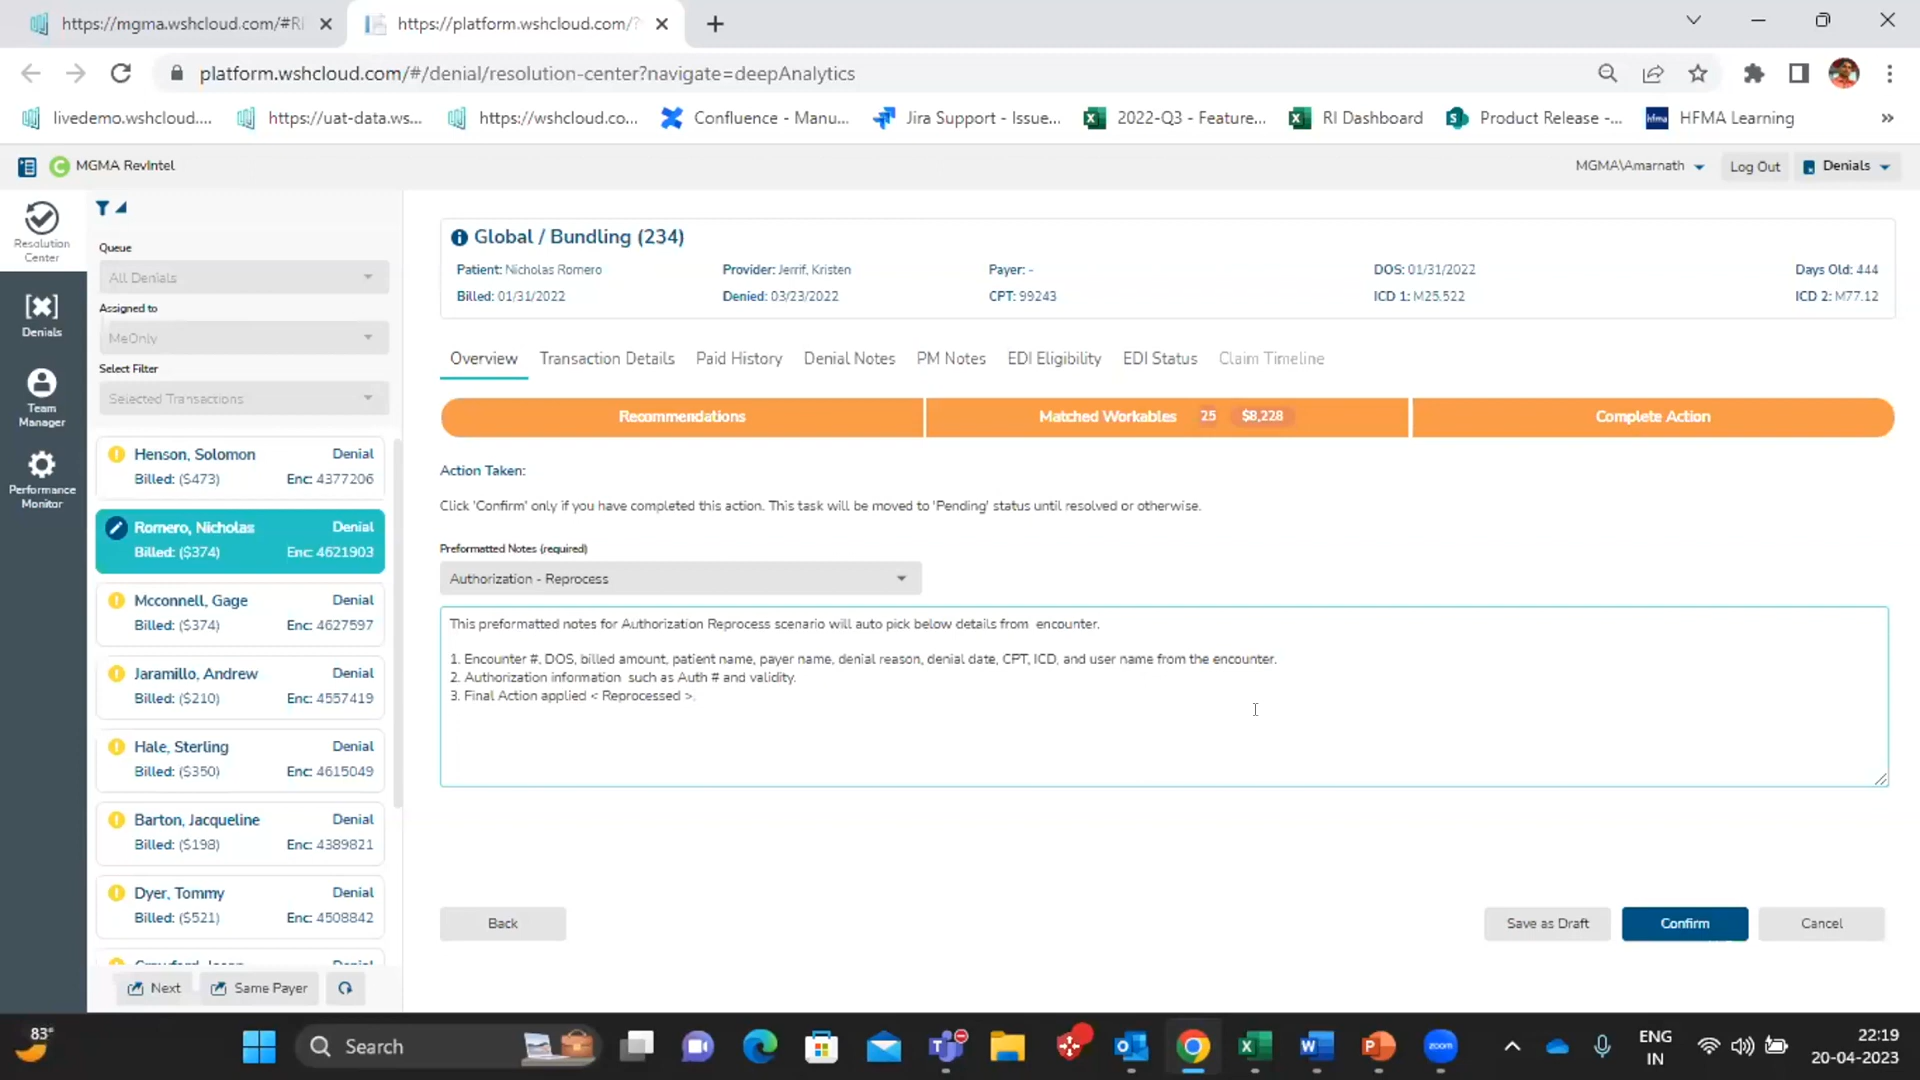 https://mgma.wshcloud.com/#RI
https://platform.wshcloud.com/?
platform.wshcloud.com/#/denial/resolution-center?navigate=deepAnalytics
livedemo.wshcloud....
https://uat-data.ws...
https://wshcloud.co...
Confluence - Manu...
Jira Support - Issue...
2022-Q3 - Feature...
RI Dashboard
Product Release -...
hfma
HFMA Learning
»
MGMA RevIntel
MGMA\Amarnath
Log Out
Denials
Resolution
Center
Denials
Team
Manager
Performance
Monitor
Queue
All Denials
Assigned to
MeOnly
Select Filter
Selected Transactions
Henson, Solomon Denial
Billed: ($473) Enc: 4377206
Romero, Nicholas Denial
Billed: ($374) Enc: 4621903
Mcconnell, Gage Denial
Billed: ($374) Enc: 4627597
Jaramillo, Andrew Denial
Billed: ($210) Enc: 4557419
Hale, Sterling Denial
Billed: ($350) Enc: 4615049
Barton, Jacqueline Denial
Billed: ($198) Enc: 4389821
Dyer, Tommy Denial
Billed: ($521) Enc: 4508842
Next
Same Payer
Global / Bundling (234)
Patient: Nicholas Romero Provider: Jerrif, Kristen Payer: - DOS: 01/31/2022 Days Old: 444
Billed: 01/31/2022 Denied: 03/23/2022 CPT: 99243 ICD 1: M25.522 ICD 2: M77.12
Overview Transaction Details Paid History Denial Notes PM Notes EDI Eligibility EDI Status Claim Timeline
Recommendations Matched Workables 25 $8,228 Complete Action
Action Taken:
Click 'Confirm' only if you have completed this action. This task will be moved to 'Pending' status until resolved or otherwise.
Preformatted Notes (required)
Authorization - Reprocess
This preformatted notes for Authorization Reprocess scenario will auto pick below details from encounter.
1. Encounter #, DOS, billed amount, patient name, payer name, denial reason, denial date, CPT, ICD, and user name from the encounter.
2. Authorization information such as Auth # and validity.
3. Final Action applied < Reprocessed >.
Back
Save as Draft
Confirm
Cancel
83°
Search
zoom
ENG
IN
22:19
20-04-2023